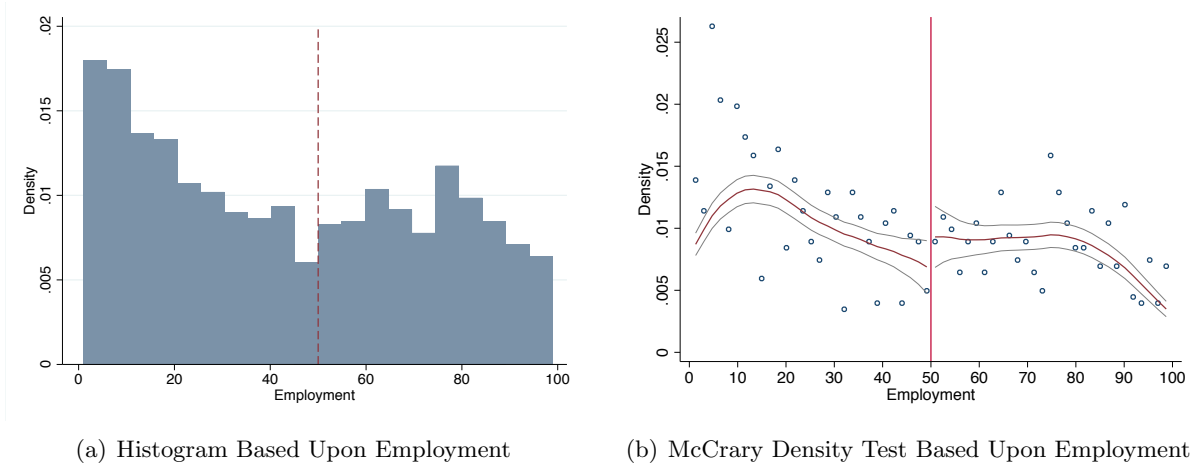 .02
.015
.01
.005
0
Density
0 20 40 60 80 100
Employment
(a) Histogram Based Upon Employment
.025
.02
.015
.01
.005
0
Density
0 10 20 30 40 50 60 70 80 90 100
Employment
(b) McCrary Density Test Based Upon Employment